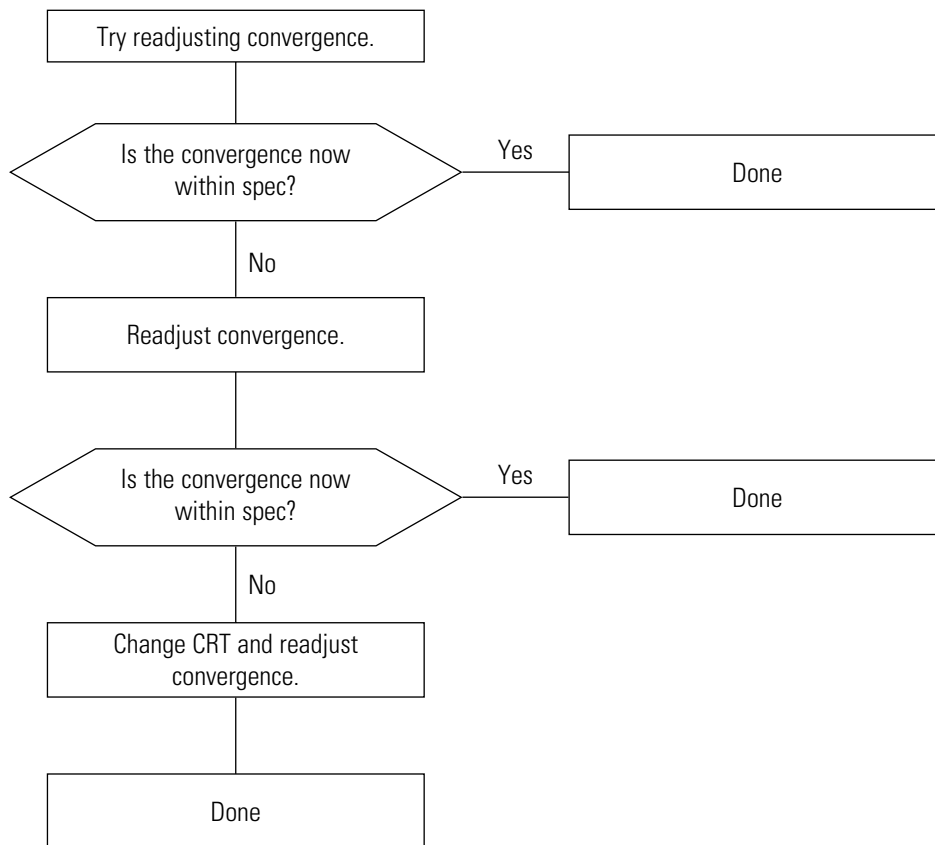 Try readjusting convergence.
Is the convergence now
within spec?
Yes
Done
No
Readjust convergence.
Is the convergence now
within spec?
Yes
Done
No
Change CRT and readjust
convergence.
Done